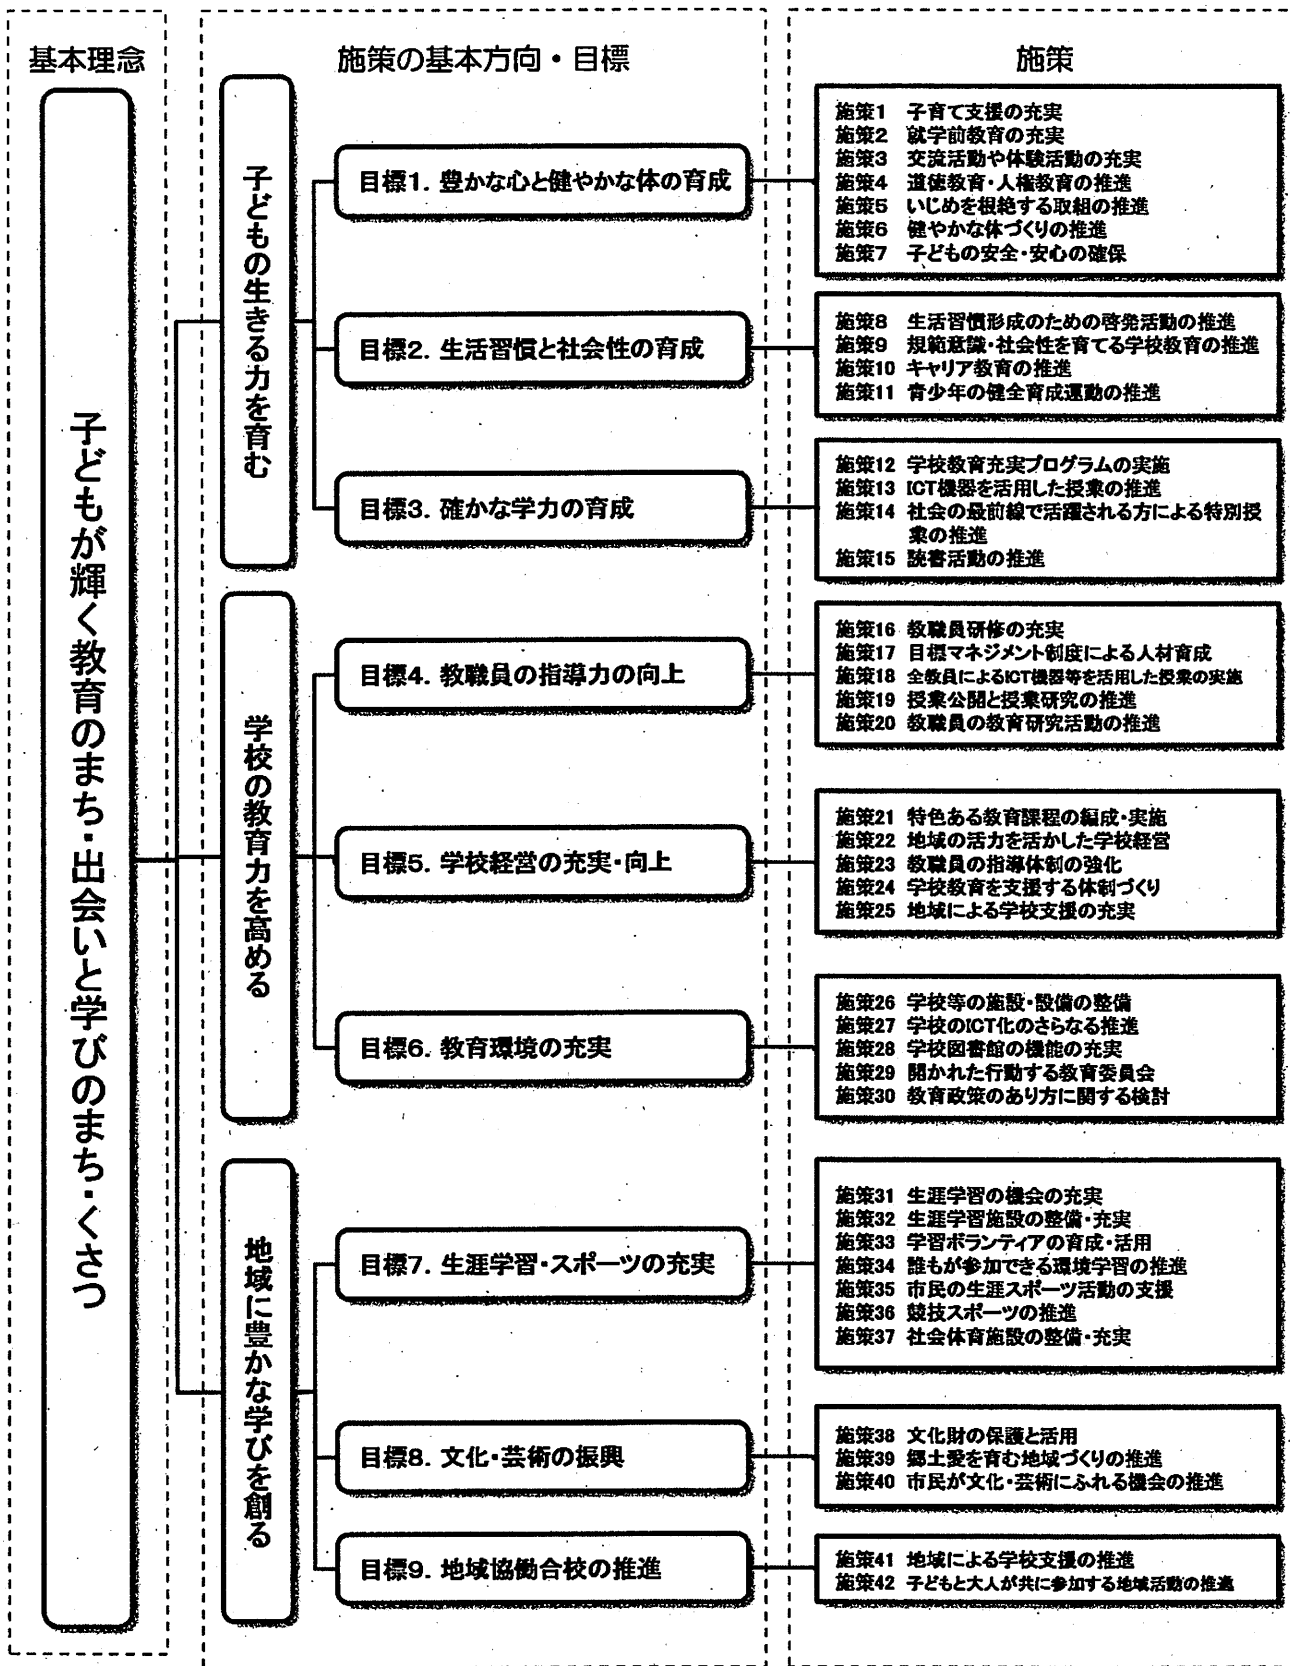 基本理念
施策の基本方向・目標
施策
子どもが輝く教育のまち・出会いと学びのまち・くさつ
子どもの生きる力を育む
目標1. 豊かな心と健やかな体の育成
施策1 子育て支援の充実
施策2 就学前教育の充実
施策3 交流活動や体験活動の充実
施策4 道徳教育・人権教育の推進
施策5 いじめを根絶する取組の推進
施策6 健やかな体づくりの推進
施策7 子どもの安全・安心の確保
目標2. 生活習慣と社会性の育成
施策8 生活習慣形成のための啓発活動の推進
施策9 規範意識・社会性を育てる学校教育の推進
施策10 キャリア教育の推進
施策11 青少年の健全育成運動の推進
目標3. 確かな学力の育成
施策12 学校教育充実プログラムの実施
施策13 ICT機器を活用した授業の推進
施策14 社会の最前線で活躍される方による特別授
業の推進
施策15 読書活動の推進
学校の教育力を高める
目標4. 教職員の指導力の向上
施策16 教職員研修の充実
施策17 目標マネジメント制度による人材育成
施策18 全教員によるICT機器等を活用した授業の実施
施策19 授業公開と授業研究の推進
施策20 教職員の教育研究活動の推進
目標5. 学校経営の充実・向上
施策21 特色ある教育課程の編成・実施
施策22 地域の活力を活かした学校経営
施策23 教職員の指導体制の強化
施策24 学校教育を支援する体制づくり
施策25 地域による学校支援の充実
目標6. 教育環境の充実
施策26 学校等の施設・設備の整備
施策27 学校のICT化のさらなる推進
施策28 学校図書館の機能の充実
施策29 開かれた行動する教育委員会
施策30 教育政策のあり方に関する検討
地域に豊かな学びを創る
目標7. 生涯学習・スポーツの充実
施策31 生涯学習の機会の充実
施策32 生涯学習施設の整備・充実
施策33 学習ボランティアの育成・活用
施策34 誰もが参加できる環境学習の推進
施策35 市民の生涯スポーツ活動の支援
施策36 競技スポーツの推進
施策37 社会体育施設の整備・充実
目標8. 文化・芸術の振興
施策38 文化財の保護と活用
施策39 郷土愛を育む地域づくりの推進
施策40 市民が文化・芸術にふれる機会の推進
目標9. 地域協働合校の推進
施策41 地域による学校支援の推進
施策42 子どもと大人が共に参加する地域活動の推進